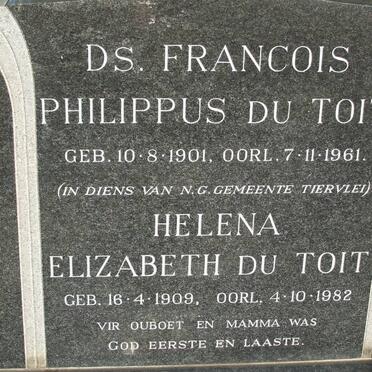 DS. FRANCOIS
PHILIPPUS DU TOIT
GEB. 10-8-1901, OORL. 7-11-1961.
(IN DIENS VAN N.G. GEMEENTE TIERVLEI)
HELENA
ELIZABETH DU TOIT
GEB. 16-4-1909, OORL. 4-10-1982
VIR OUBOET EN MAMMA WAS
GOD EERSTE EN LAASTE.